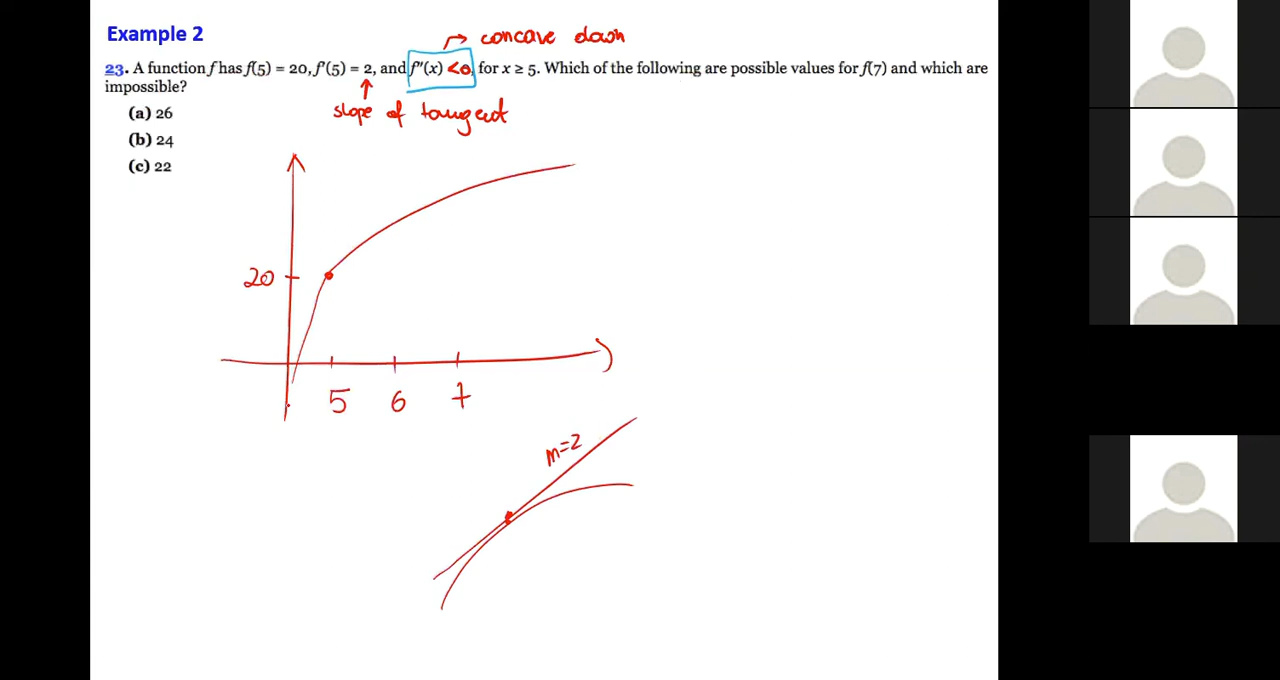 Example 2
concave down
23. A function f has f(5) = 20, f'(5) = 2, and f''(x) <0, for x ≥ 5. Which of the following are possible values for f(7) and which are
impossible?
slope of tangent
(a) 26
(b) 24
(c) 22
20
5 6 7
m=2